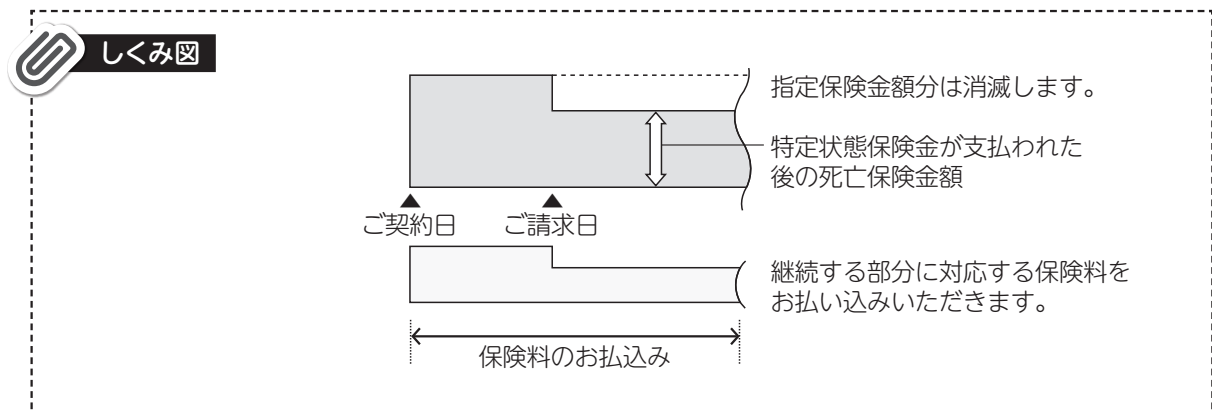 しくみ図
指定保険金額分は消滅します。
特定状態保険金が支払われた
後の死亡保険金額
ご契約日
ご請求日
継続する部分に対応する保険料を
お払い込みいただきます。
保険料のお払込み